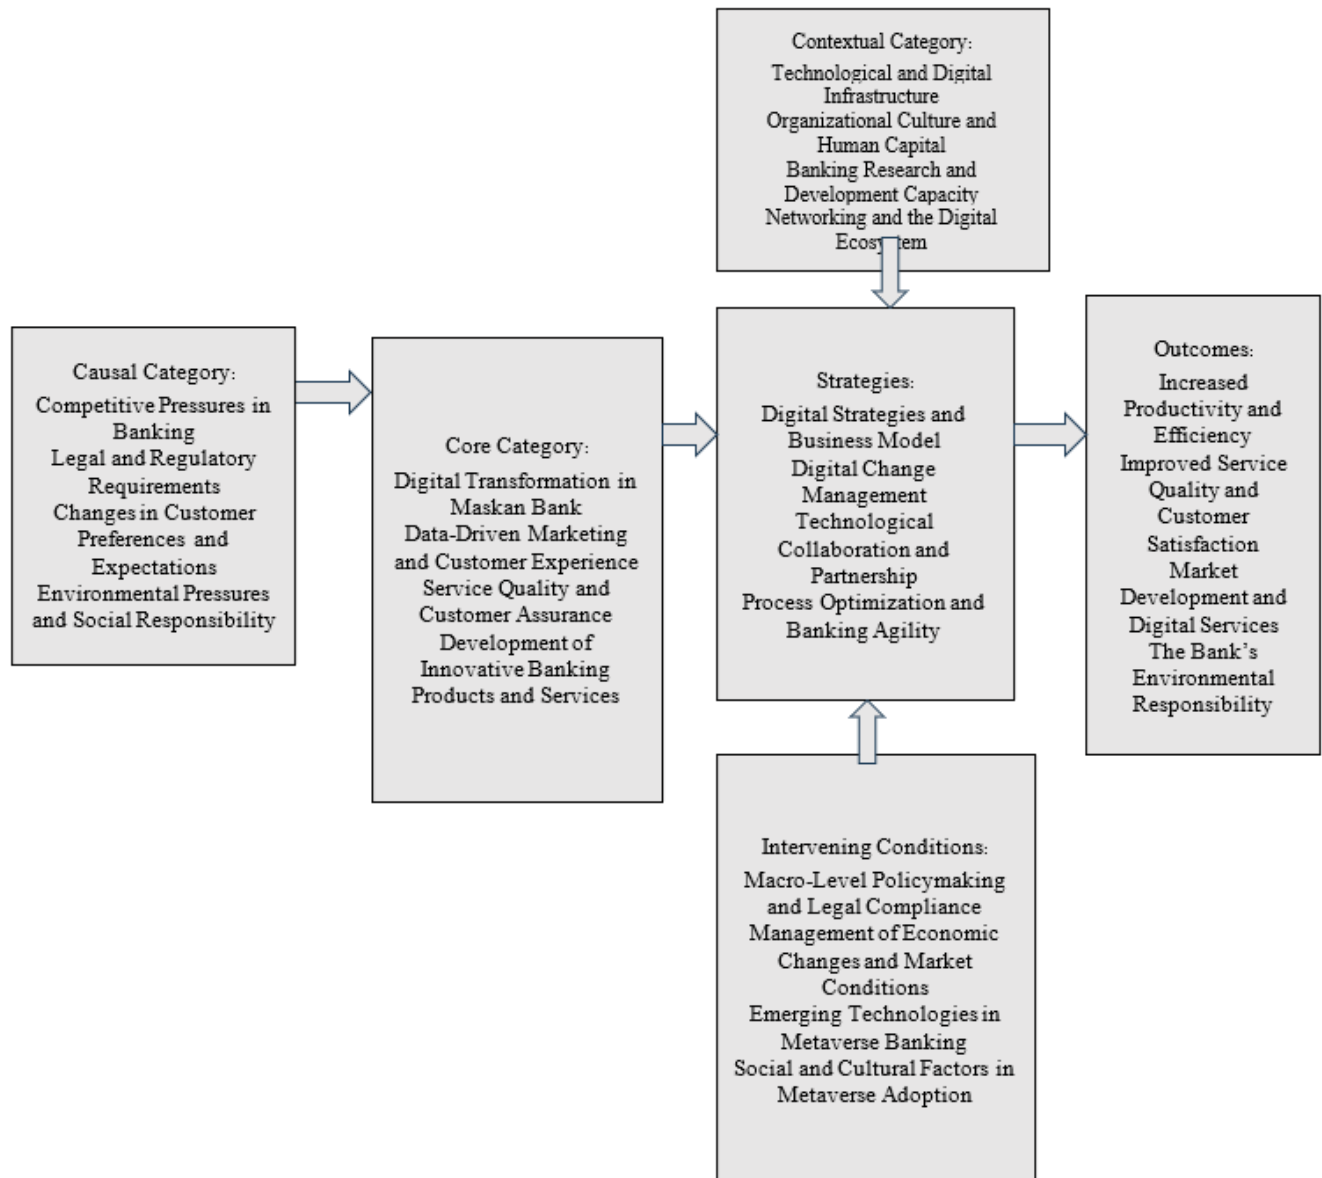 Contextual Category:
Technological and Digital
Infrastructure
Organizational Culture and
Human Capital
Banking Research and
Development Capacity
Networking and the Digital
Causal Category:
Competitive Pressures in
Banking
Legal and Regulatory
Requirements
Changes in Customer
Preferences and
Expectations
Environmental Pressures
and Social Responsibility
Core Category:
Digital Transformation in
Maskan Bank
Data-Driven Marketing
and Customer Experience
Service Quality and
Customer Assurance
Development of
Innovative Banking
Products and Services
Strategies:
Digital Strategies and
Business Model
Digital Change
Management
Technological
Collaboration and
Partnership
Process Optimization and
Banking Agility
Outcomes:
Increased
Productivity and
Efficiency
Improved Service
Quality and
Customer
Satisfaction
Market
Development and
Digital Services
The Bank’s
Environmental
Responsibility
Intervening Conditions:
Macro-Level Policymaking
and Legal Compliance
Management of Economic
Changes and Market
Conditions
Emerging Technologies in
Metaverse Banking
Social and Cultural Factors in
Metaverse Adoption